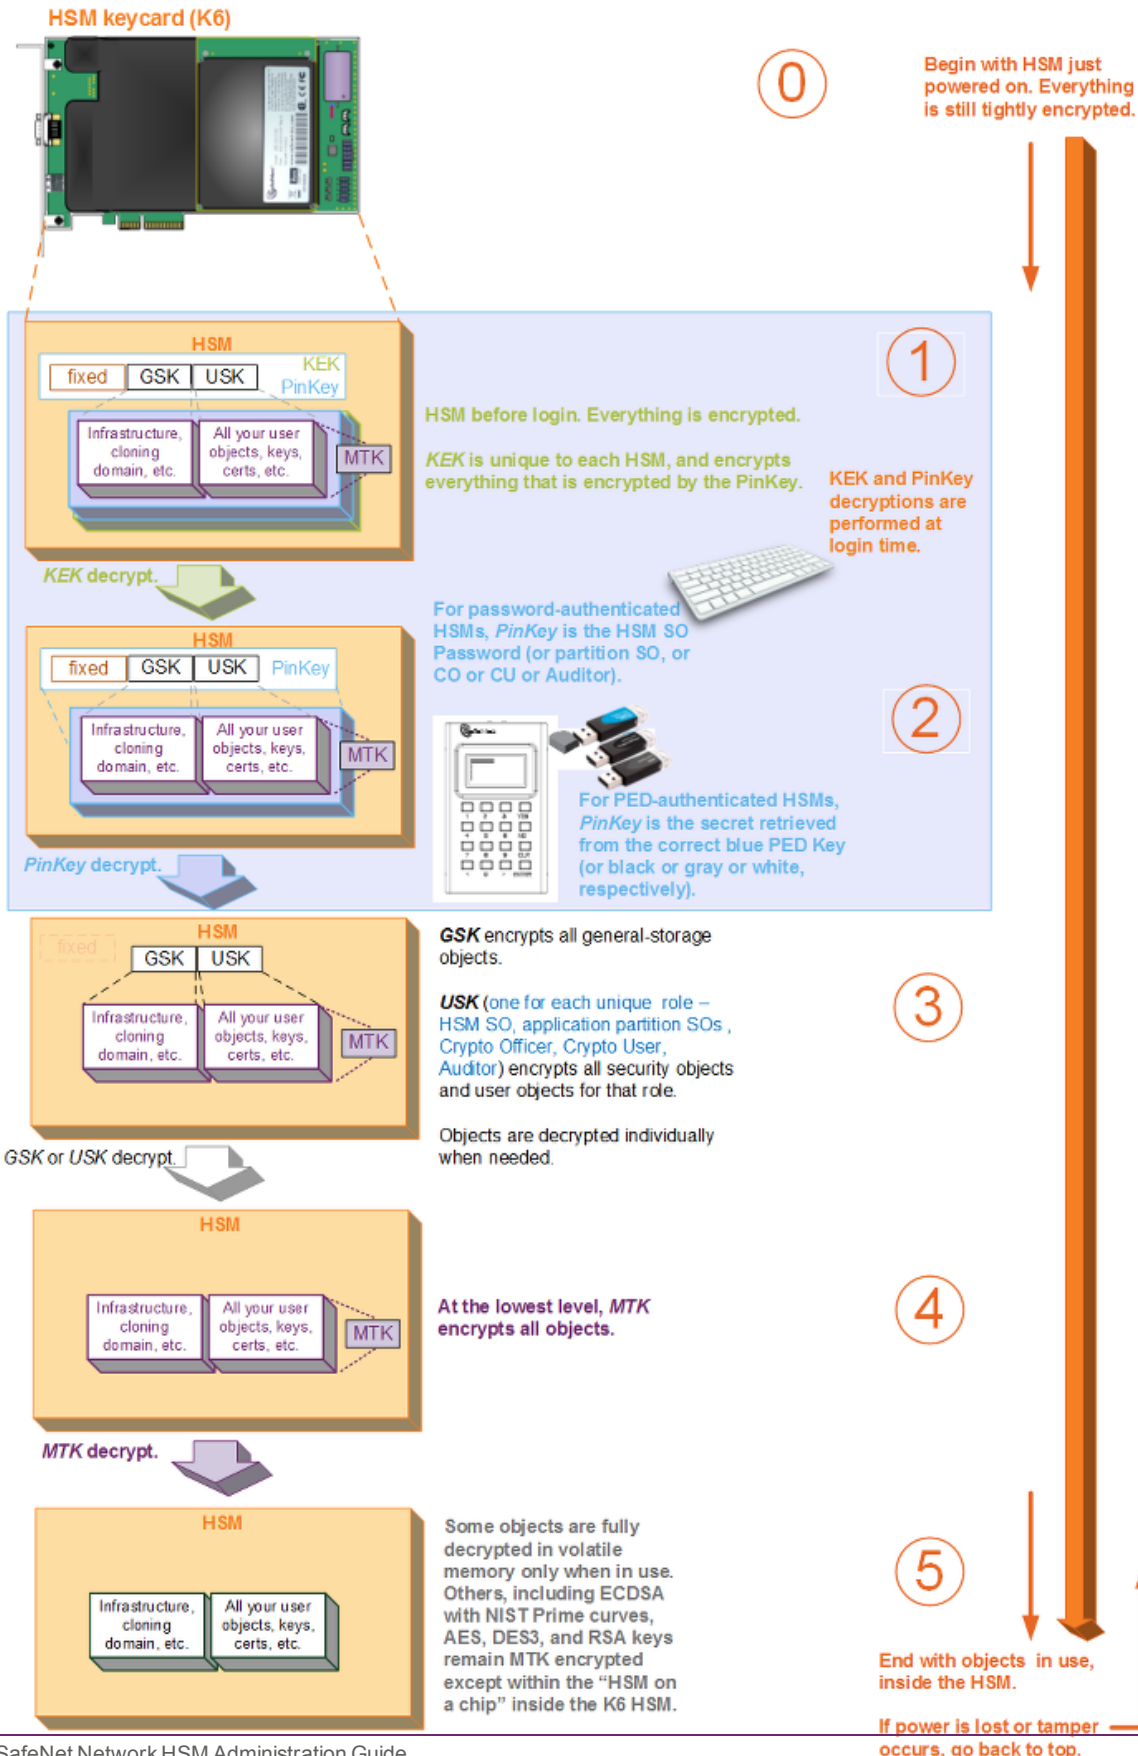 HSM keycard (K6)
0
Begin with HSM just
powered on. Everything
is still tightly encrypted.
HSM
KEK
fixed
GSK
USK
PinKey
Infrastructure,
cloning
domain, etc.
All your user
objects, keys,
certs, etc.
MTK
1
HSM before login. Everything is encrypted.
KEK is unique to each HSM, and encrypts
everything that is encrypted by the PinKey.
KEK and PinKey
decryptions are
performed at
login time.
KEK decrypt.
HSM
fixed
GSK
USK
PinKey
Infrastructure,
cloning
domain, etc.
All your user
objects, keys,
certs, etc.
MTK
For password-authenticated
HSMs, PinKey is the HSM SO
Password (or partition SO, or
CO or CU or Auditor).
2
For PED-authenticated HSMs,
PinKey is the secret retrieved
from the correct blue PED Key
(or black or gray or white,
respectively).
PinKey decrypt.
HSM
fixed
GSK
USK
Infrastructure,
cloning
domain, etc.
All your user
objects, keys,
certs, etc.
MTK
GSK encrypts all general-storage
objects.
USK (one for each unique role –
HSM SO, application partition SOs ,
Crypto Officer, Crypto User,
Auditor) encrypts all security objects
and user objects for that role.
Objects are decrypted individually
when needed.
3
GSK or USK decrypt.
HSM
Infrastructure,
cloning
domain, etc.
All your user
objects, keys,
certs, etc.
MTK
At the lowest level, MTK
encrypts all objects.
4
MTK decrypt.
HSM
Infrastructure,
cloning
domain, etc.
All your user
objects, keys,
certs, etc.
Some objects are fully
decrypted in volatile
memory only when in use.
Others, including ECDSA
with NIST Prime curves,
AES, DES3, and RSA keys
remain MTK encrypted
except within the “HSM on
a chip” inside the K6 HSM.
5
End with objects in use,
inside the HSM.
If power is lost or tamper
occurs, go back to top.
SafeNet Network HSM Administration Guide